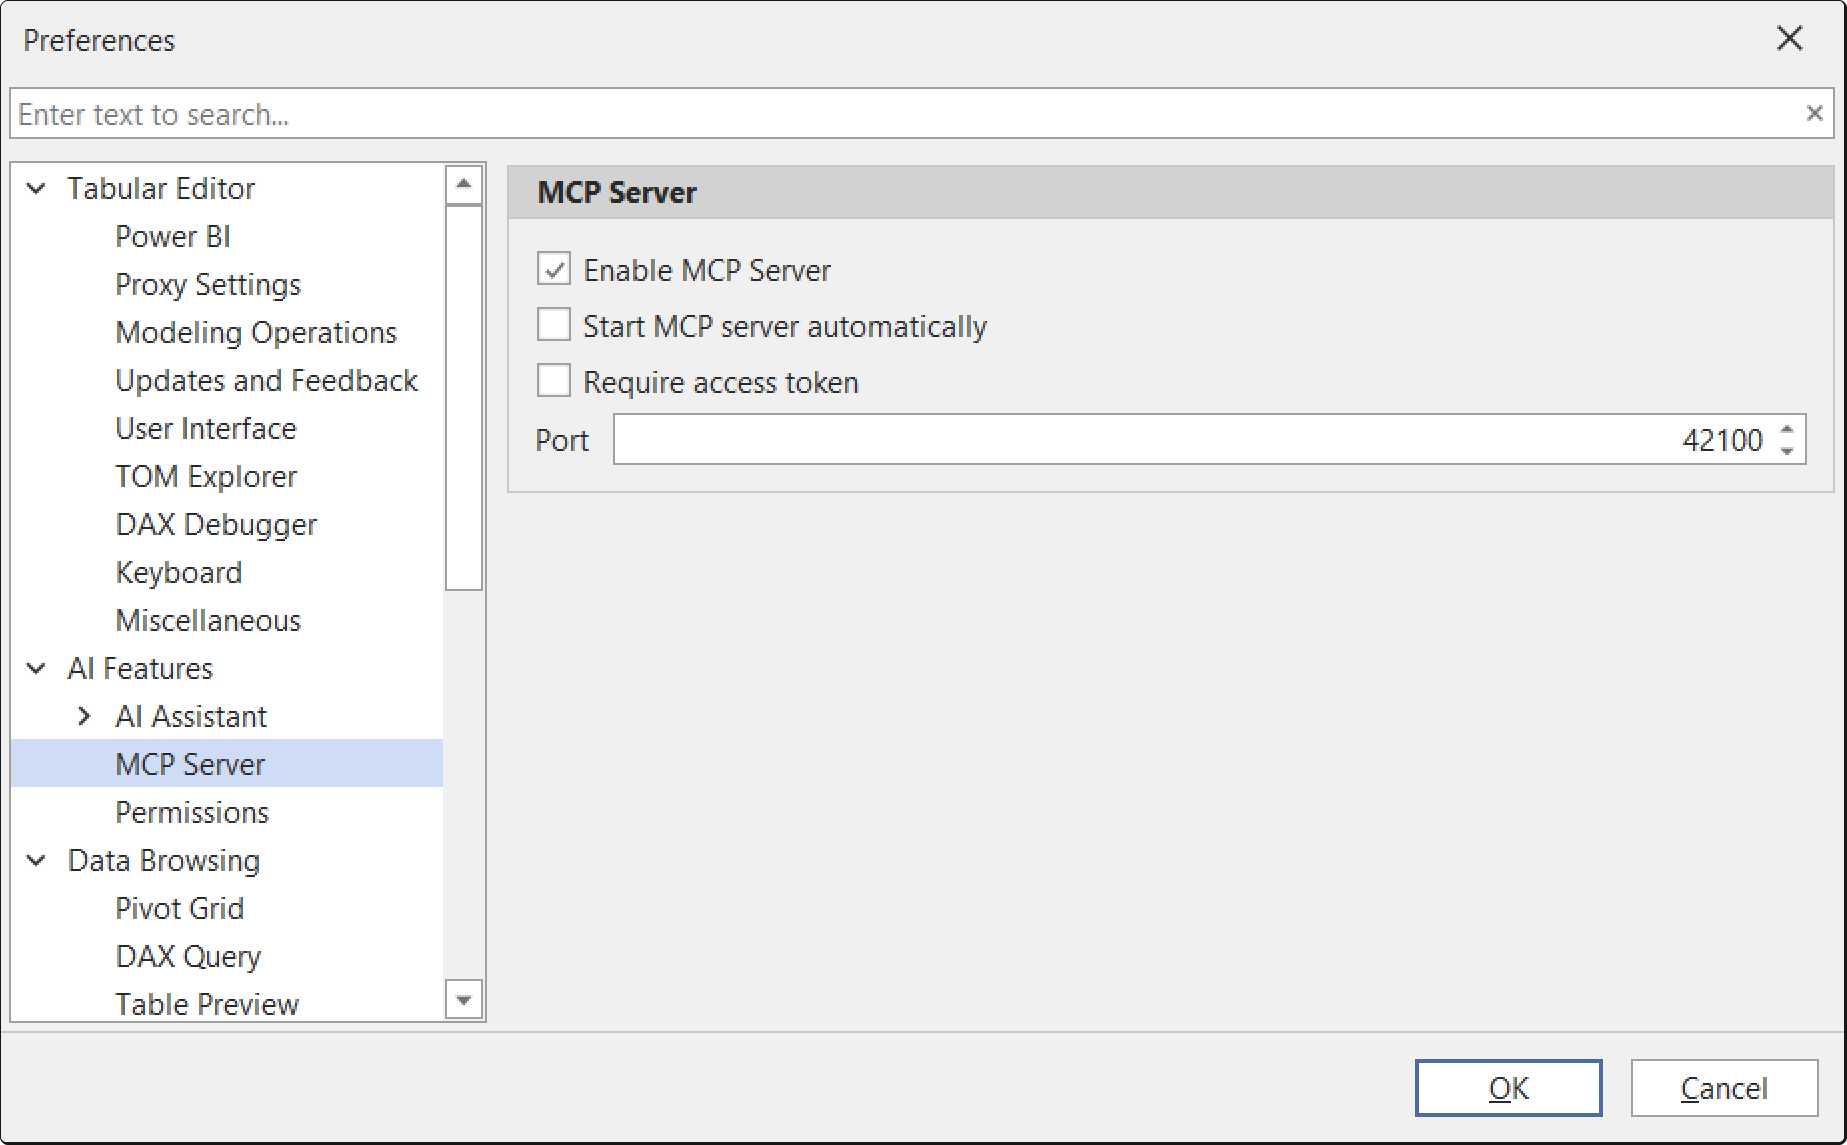 Preferences
Enter text to search...
Tabular Editor
Power BI
Proxy Settings
Modeling Operations
Updates and Feedback
User Interface
TOM Explorer
DAX Debugger
Keyboard
Miscellaneous
AI Features
AI Assistant
MCP Server
Permissions
Data Browsing
Pivot Grid
DAX Query
Table Preview
MCP Server
Enable MCP Server
Start MCP server automatically
Require access token
Port 42100
OK Cancel